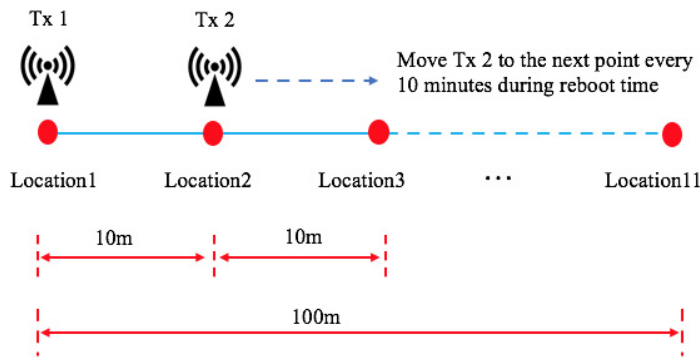 Tx 1
Tx 2
Move Tx 2 to the next point every
10 minutes during reboot time
Location1
Location2
Location3
...
Location11
10m
10m
100m